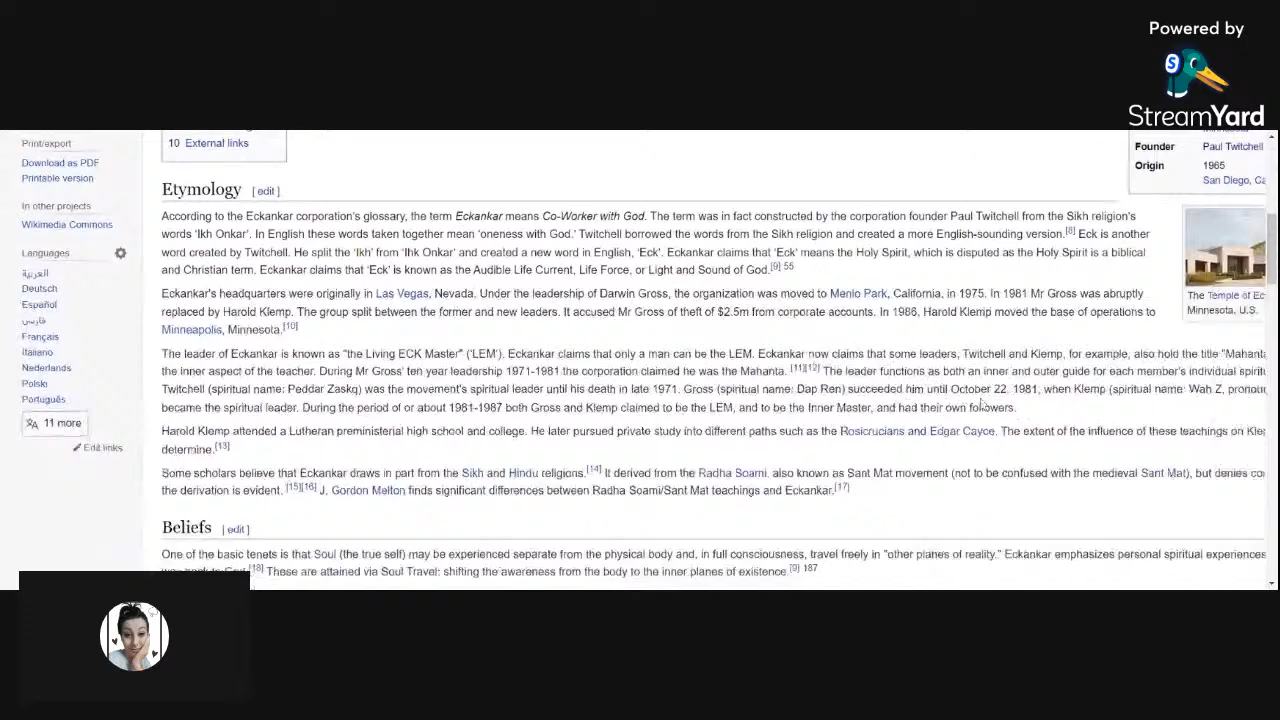 Powered by
StreamYard
Print/export
Download as PDF
Printable version
In other projects
Wikimedia Commons
Languages
العربية
Deutsch
Español
فارسی
Français
Italiano
Nederlands
Polski
Português
11 more
Edit links
10 External links
Founder Paul Twitchell
Origin 1965
San Diego, Ca
The Temple of Ec
Minnesota, U.S.
Etymology [ edit ]
According to the Eckankar corporation's glossary, the term Eckankar means Co-Worker with God. The term was in fact constructed by the corporation founder Paul Twitchell from the Sikh religion's
words 'Ikh Onkar'. In English these words taken together mean 'oneness with God.' Twitchell borrowed the words from the Sikh religion and created a more English-sounding version.[8] Eck is another
word created by Twitchell. He split the 'Ikh' from 'Ihk Onkar' and created a new word in English, 'Eck'. Eckankar claims that 'Eck' means the Holy Spirit, which is disputed as the Holy Spirit is a biblical
and Christian term. Eckankar claims that 'Eck' is known as the Audible Life Current, Life Force, or Light and Sound of God.[9] 55
Eckankar's headquarters were originally in Las Vegas, Nevada. Under the leadership of Darwin Gross, the organization was moved to Menlo Park, California, in 1975. In 1981 Mr Gross was abruptly
replaced by Harold Klemp. The group split between the former and new leaders. It accused Mr Gross of theft of $2.5m from corporate accounts. In 1986, Harold Klemp moved the base of operations to
Minneapolis, Minnesota.[10]
The leader of Eckankar is known as "the Living ECK Master" ('LEM'). Eckankar claims that only a man can be the LEM. Eckankar now claims that some leaders, Twitchell and Klemp, for example, also hold the title "Mahanta
the inner aspect of the teacher. During Mr Gross' ten year leadership 1971-1981 the corporation claimed he was the Mahanta. [11][12] The leader functions as both an inner and outer guide for each member's individual spirit
Twitchell (spiritual name: Peddar Zaskq) was the movement's spiritual leader until his death in late 1971. Gross (spiritual name: Dap Ren) succeeded him until October 22, 1981, when Klemp (spiritual name: Wah Z, pronou
became the spiritual leader. During the period of or about 1981-1987 both Gross and Klemp claimed to be the LEM, and to be the Inner Master, and had their own followers.
Harold Klemp attended a Lutheran preministerial high school and college. He later pursued private study into different paths such as the Rosicrucians and Edgar Cayce. The extent of the influence of these teachings on Kle
determine.[13]
Some scholars believe that Eckankar draws in part from the Sikh and Hindu religions.[14] It derived from the Radha Soami, also known as Sant Mat movement (not to be confused with the medieval Sant Mat), but denies co
the derivation is evident. [15][16] J. Gordon Melton finds significant differences between Radha Soami/Sant Mat teachings and Eckankar.[17]
Beliefs [ edit ]
One of the basic tenets is that Soul (the true self) may be experienced separate from the physical body and, in full consciousness, travel freely in "other planes of reality." Eckankar emphasizes personal spiritual experiences
[18] These are attained via Soul Travel: shifting the awareness from the body to the inner planes of existence.[9] 187